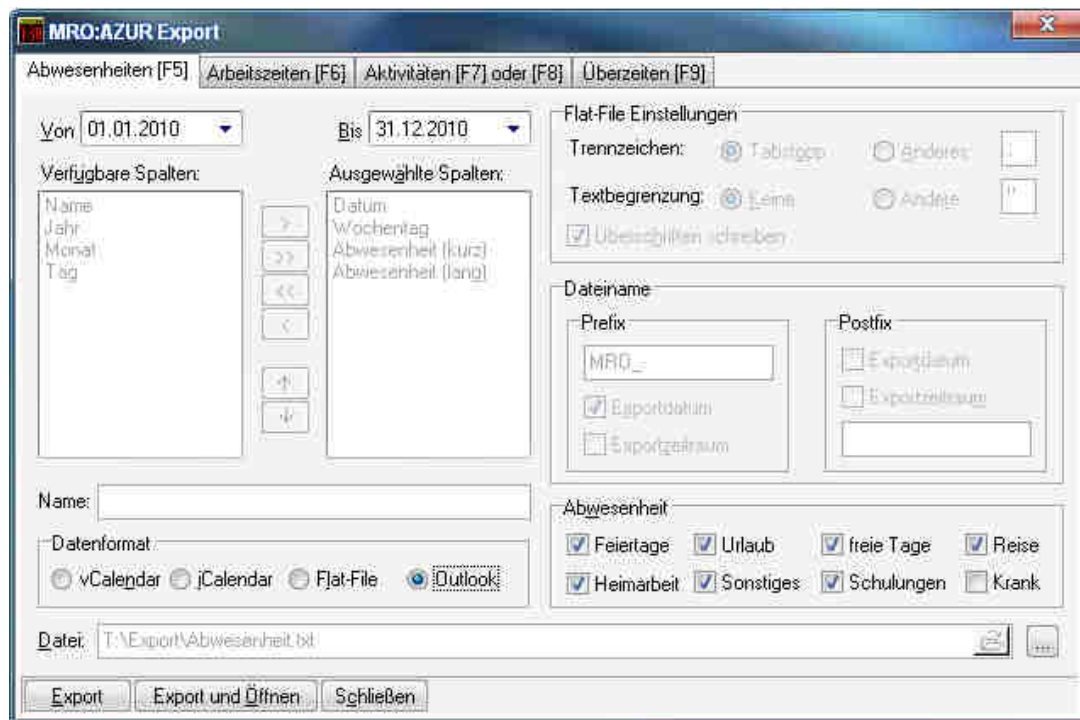 MRO:AZUR Export
Abwesenheiten [F5] Arbeitszeiten [F6] Aktivitäten [F7] oder [F8] Überzeiten [F9]
Von 01.01.2010 Bis 31.12.2010
Verfügbare Spalten:
Name
Jahr
Monat
Tag
>
>>
<<
<
Ausgewählte Spalten:
Datum
Wochentag
Abwesenheit (kurz)
Abwesenheit (lang)
Flat-File Einstellungen
Trennzeichen: Tabstopp Anderes ;
Textbegrenzung: Keine Andere "
Überschriften schreiben
Dateiname
Prefix
MRO_
Exportdatum
Exportzeitraum
Postfix
Exportdatum
Exportzeitraum
Name:
Datenformat
vCalendar jCalendar Flat-File Outlook
Abwesenheit
Feiertage Urlaub freie Tage Reise
Heimarbeit Sonstiges Schulungen Krank
Datei: T:\Export\Abwesenheit.txt ...
Export Export und Öffnen Schließen